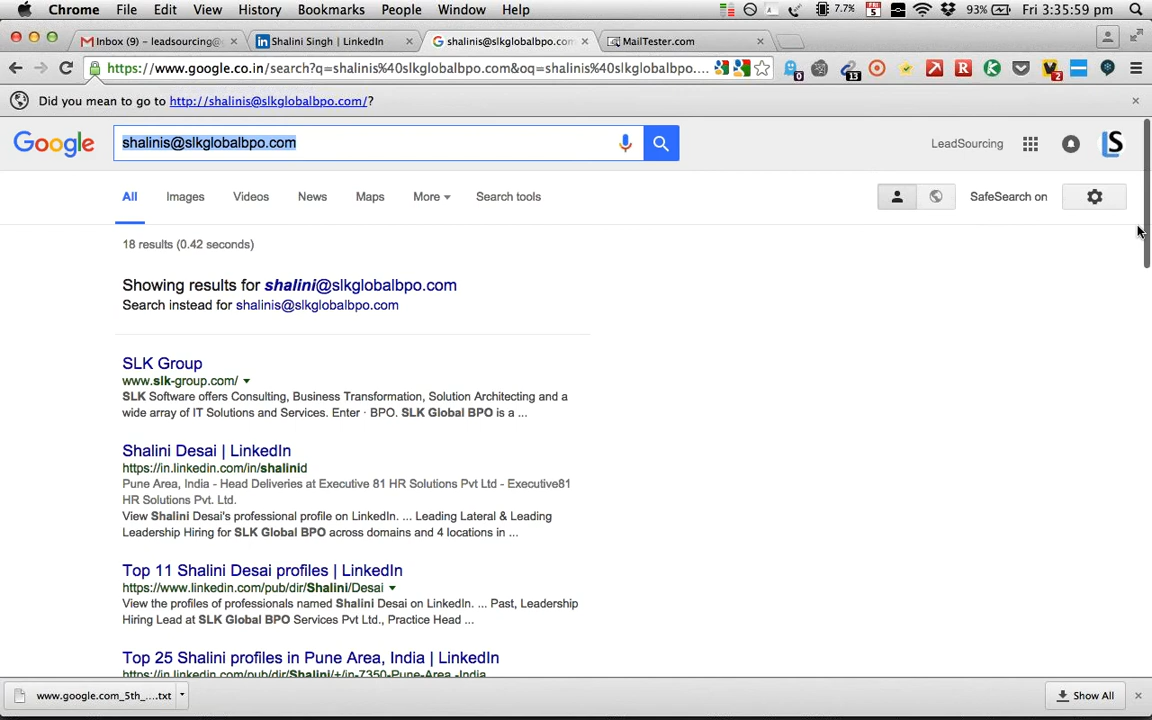 Chrome File Edit View History Bookmarks People Window Help 7.7% FRI 5 93% Fri 3:35:59 pm
Inbox (9) – leadsourcing@ Shalini Singh | LinkedIn shalinis@slkglobalbpo.com MailTester.com
https://www.google.co.in/search?q=shalinis%40slkglobalbpo.com&oq=shalinis%40slkglobalbpo.... 0 13 R K 2
Did you mean to go to http://shalinis@slkglobalbpo.com/?
Google shalinis@slkglobalbpo.com LeadSourcing LS
All Images Videos News Maps More Search tools SafeSearch on
18 results (0.42 seconds)
Showing results for shalini@slkglobalbpo.com
Search instead for shalinis@slkglobalbpo.com
SLK Group
www.slk-group.com/
SLK Software offers Consulting, Business Transformation, Solution Architecting and a
wide array of IT Solutions and Services. Enter · BPO. SLK Global BPO is a ...
Shalini Desai | LinkedIn
https://in.linkedin.com/in/shalinid
Pune Area, India - Head Deliveries at Executive 81 HR Solutions Pvt Ltd - Executive81
HR Solutions Pvt. Ltd.
View Shalini Desai's professional profile on LinkedIn. ... Leading Lateral & Leading
Leadership Hiring for SLK Global BPO across domains and 4 locations in ...
Top 11 Shalini Desai profiles | LinkedIn
https://www.linkedin.com/pub/dir/Shalini/Desai
View the profiles of professionals named Shalini Desai on LinkedIn. ... Past, Leadership
Hiring Lead at SLK Global BPO Services Pvt Ltd., Practice Head ...
Top 25 Shalini profiles in Pune Area, India | LinkedIn
https://www.linkedin.com/pub/dir/Shalini/+/in-7350-Pune-Area,-India
www.google.com_5th_....txt Show All